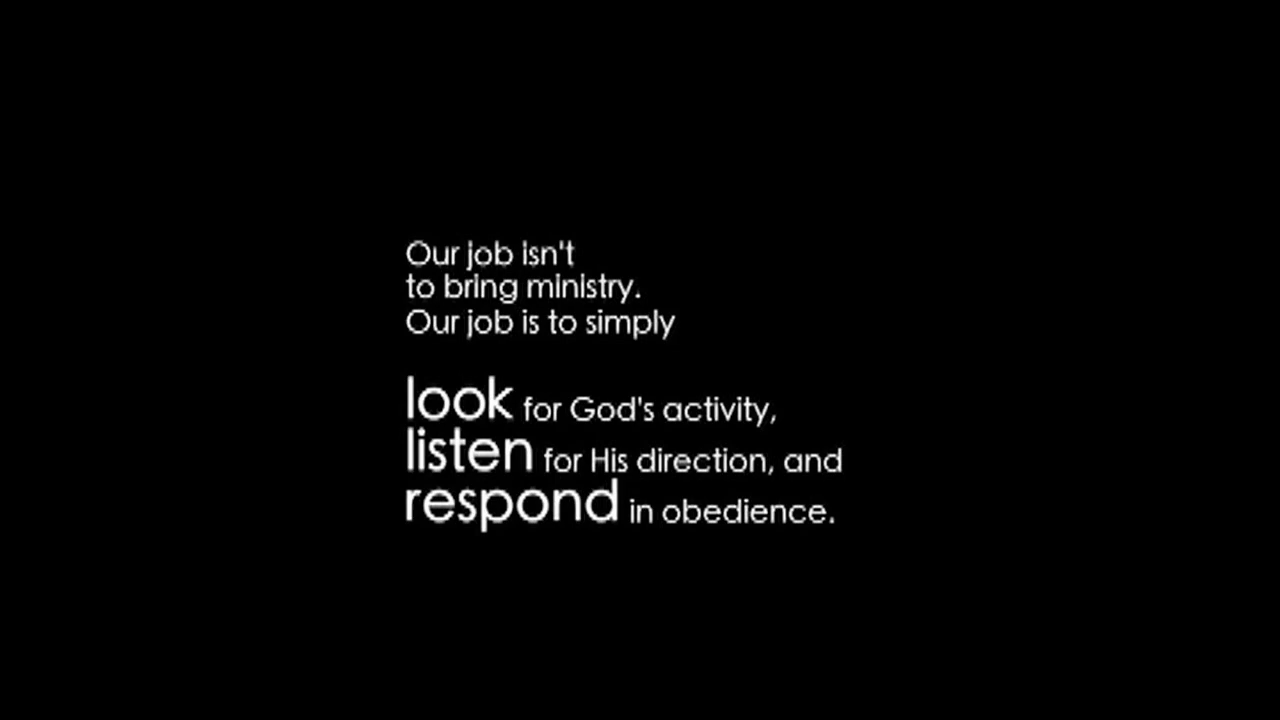 Our job isn't
to bring ministry.
Our job is to simply
look for God's activity,
listen for His direction, and
respond in obedience.